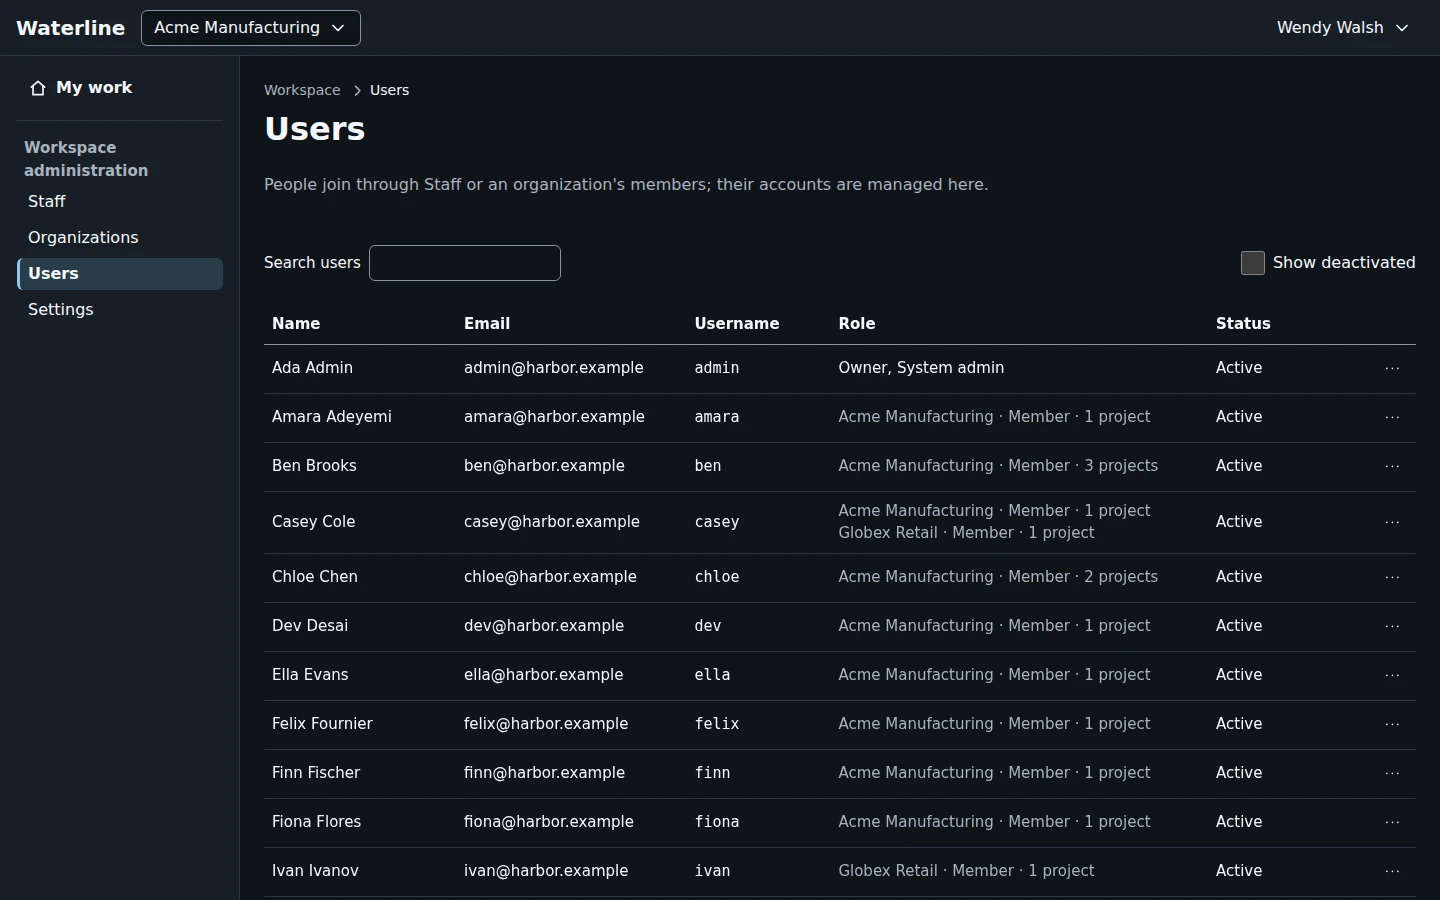 Waterline
Acme Manufacturing
Wendy Walsh
My work
Workspace
administration
Staff
Organizations
Users
Settings
Workspace > Users
Users
People join through Staff or an organization's members; their accounts are managed here.
Search users
Show deactivated
Name Email Username Role Status
Ada Admin admin@harbor.example admin Owner, System admin Active ...
Amara Adeyemi amara@harbor.example amara Acme Manufacturing · Member · 1 project Active ...
Ben Brooks ben@harbor.example ben Acme Manufacturing · Member · 3 projects Active ...
Casey Cole casey@harbor.example casey Acme Manufacturing · Member · 1 project Active ...
Globex Retail · Member · 1 project
Chloe Chen chloe@harbor.example chloe Acme Manufacturing · Member · 2 projects Active ...
Dev Desai dev@harbor.example dev Acme Manufacturing · Member · 1 project Active ...
Ella Evans ella@harbor.example ella Acme Manufacturing · Member · 1 project Active ...
Felix Fournier felix@harbor.example felix Acme Manufacturing · Member · 1 project Active ...
Finn Fischer finn@harbor.example finn Acme Manufacturing · Member · 1 project Active ...
Fiona Flores fiona@harbor.example fiona Acme Manufacturing · Member · 1 project Active ...
Ivan Ivanov ivan@harbor.example ivan Globex Retail · Member · 1 project Active ...